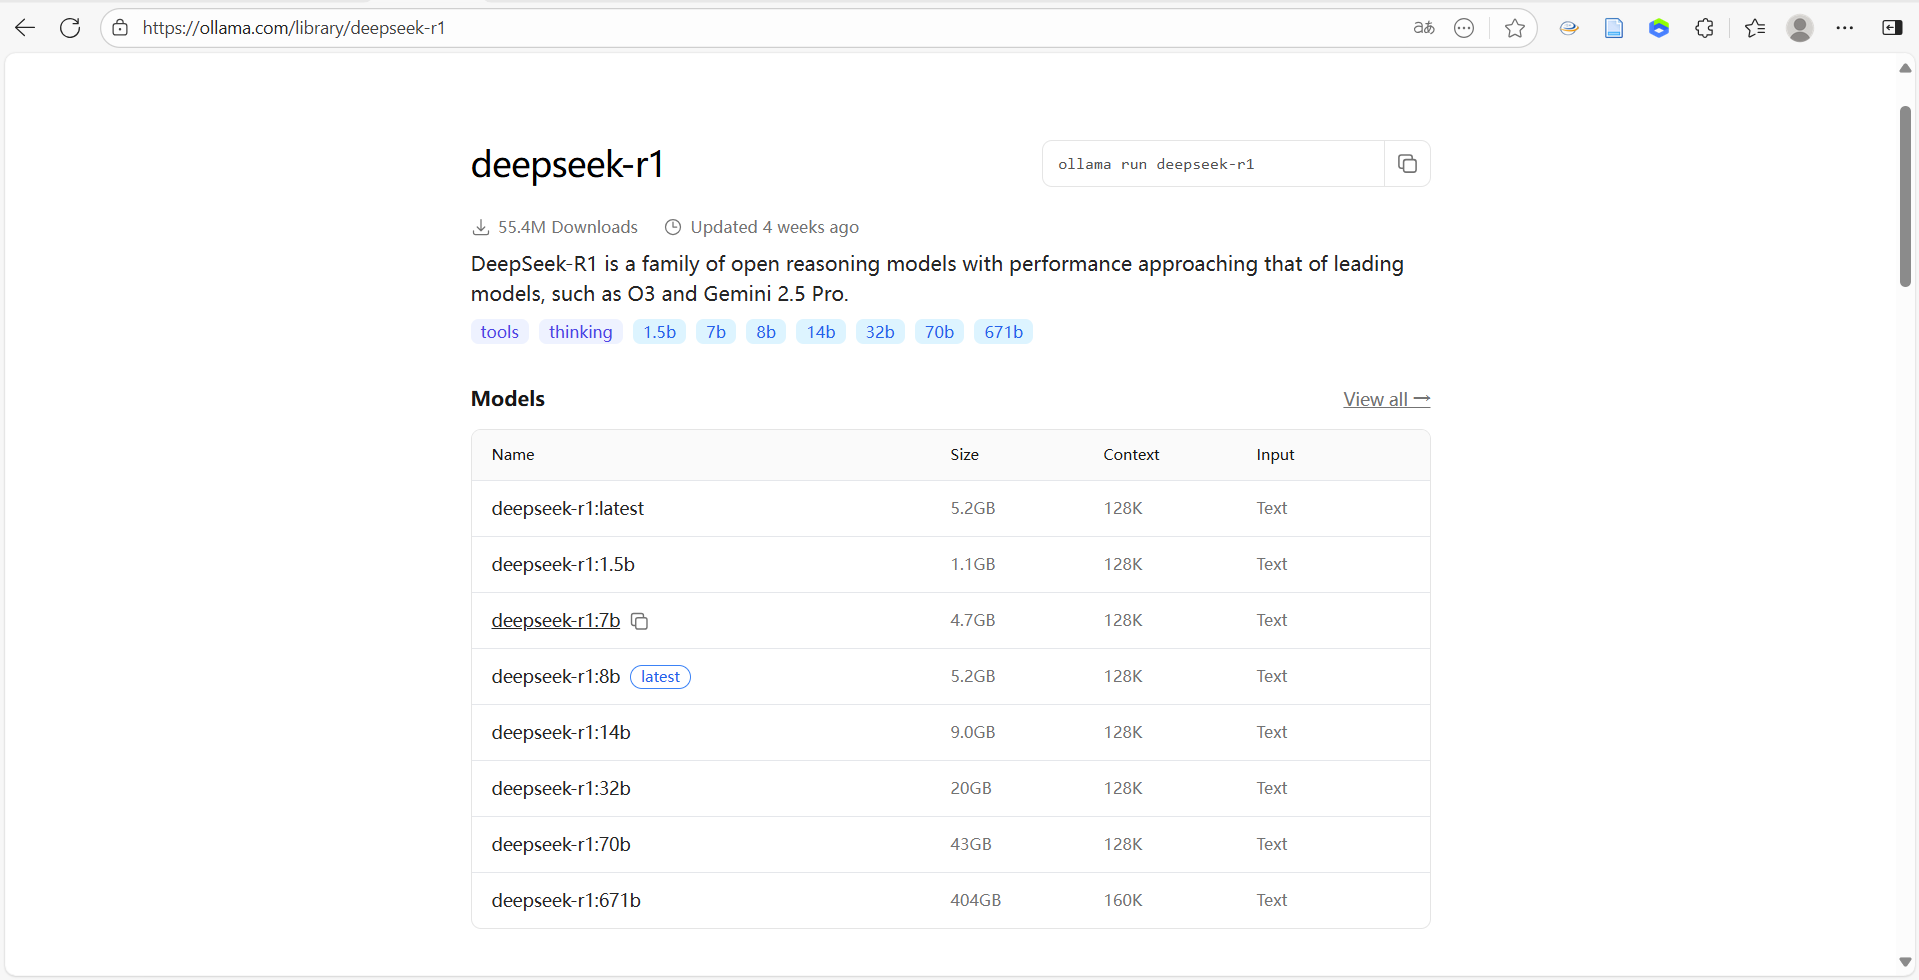 https://ollama.com/library/deepseek-r1
deepseek-r1
ollama run deepseek-r1
55.4M Downloads Updated 4 weeks ago
DeepSeek-R1 is a family of open reasoning models with performance approaching that of leading
models, such as O3 and Gemini 2.5 Pro.
tools thinking 1.5b 7b 8b 14b 32b 70b 671b
Models View all →
Name Size Context Input
deepseek-r1:latest 5.2GB 128K Text
deepseek-r1:1.5b 1.1GB 128K Text
deepseek-r1:7b 4.7GB 128K Text
deepseek-r1:8b latest 5.2GB 128K Text
deepseek-r1:14b 9.0GB 128K Text
deepseek-r1:32b 20GB 128K Text
deepseek-r1:70b 43GB 128K Text
deepseek-r1:671b 404GB 160K Text